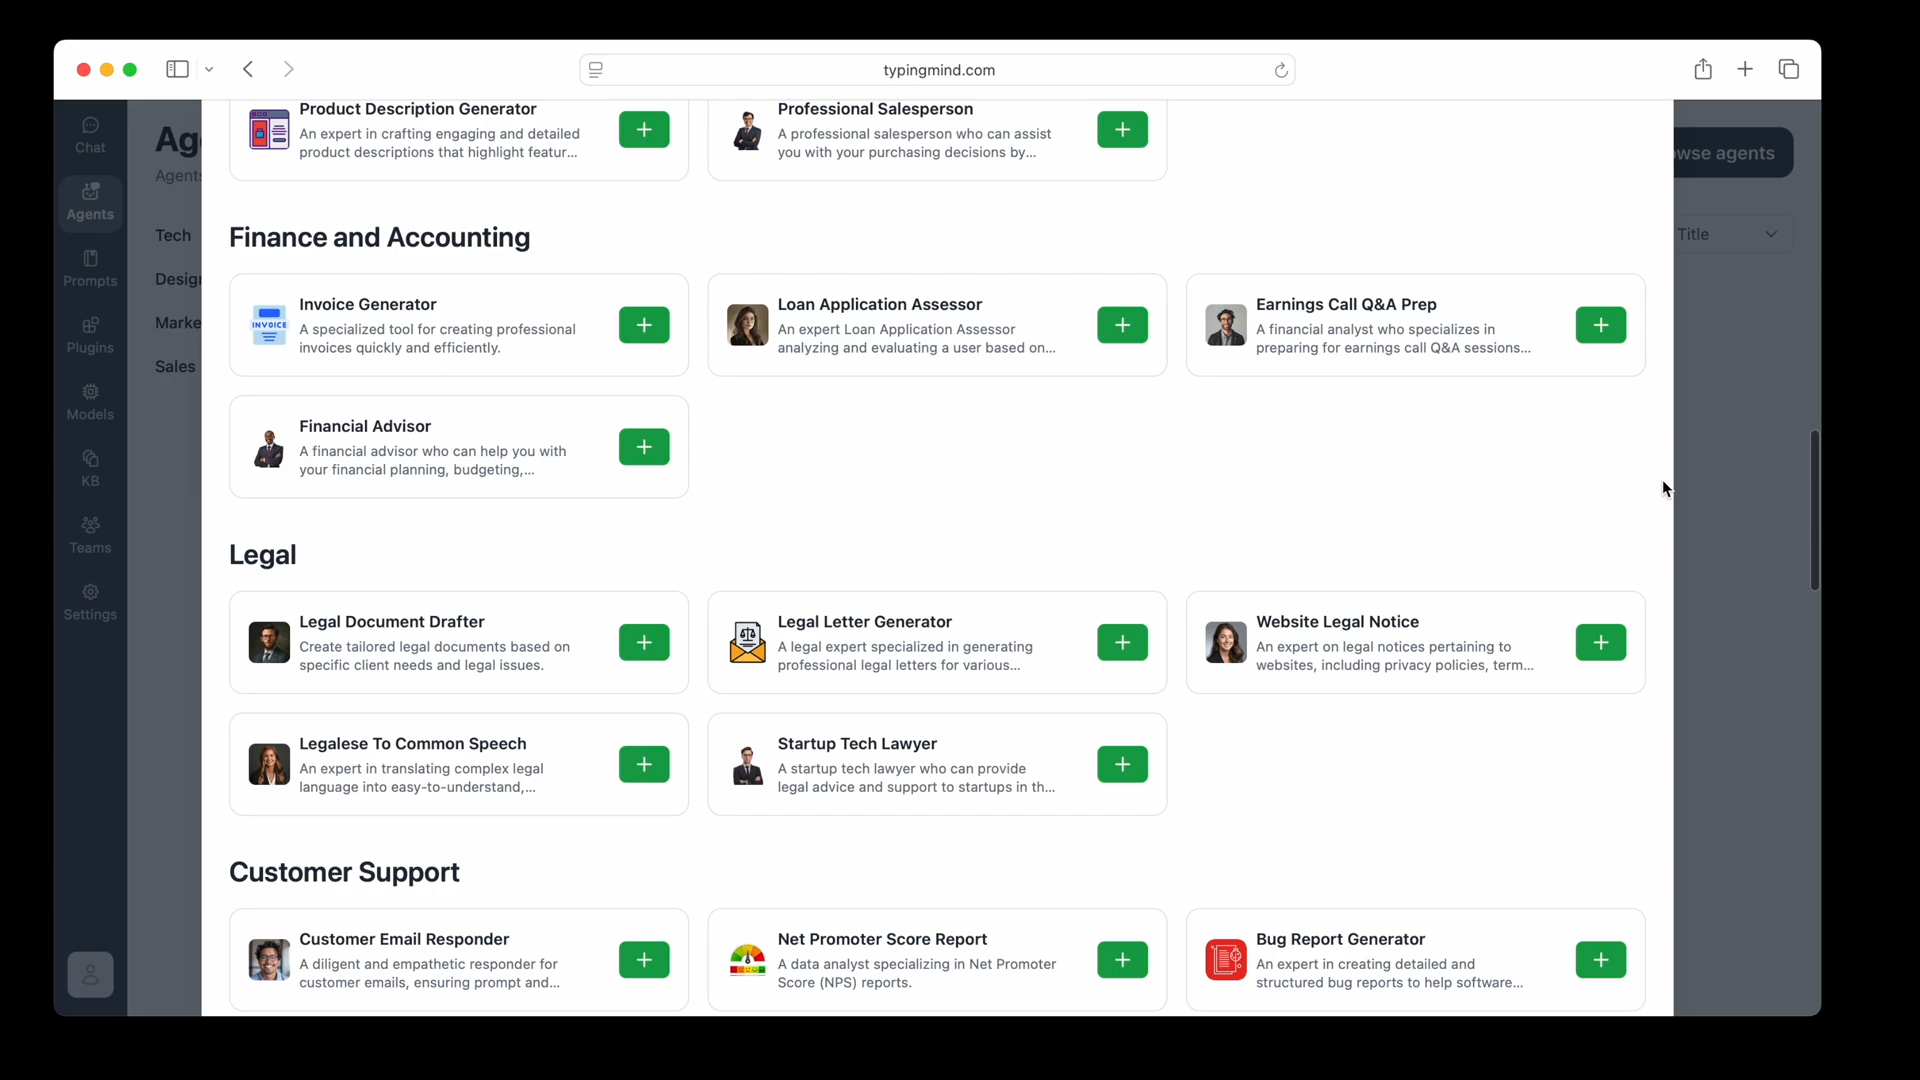 typingmind.com
Chat
Agents
Prompts
Plugins
Models
KB
Teams
Settings
Ag
Agents
Tech
Desig
Marke
Sales
wse agents
Title
Product Description Generator
An expert in crafting engaging and detailed
product descriptions that highlight featur...
Professional Salesperson
A professional salesperson who can assist
you with your purchasing decisions by...
Finance and Accounting
INVOICE
Invoice Generator
A specialized tool for creating professional
invoices quickly and efficiently.
Loan Application Assessor
An expert Loan Application Assessor
analyzing and evaluating a user based on...
Earnings Call Q&A Prep
A financial analyst who specializes in
preparing for earnings call Q&A sessions...
Financial Advisor
A financial advisor who can help you with
your financial planning, budgeting,...
Legal
Legal Document Drafter
Create tailored legal documents based on
specific client needs and legal issues.
Legal Letter Generator
A legal expert specialized in generating
professional legal letters for various...
Website Legal Notice
An expert on legal notices pertaining to
websites, including privacy policies, term...
Legalese To Common Speech
An expert in translating complex legal
language into easy-to-understand,...
Startup Tech Lawyer
A startup tech lawyer who can provide
legal advice and support to startups in th...
Customer Support
Customer Email Responder
A diligent and empathetic responder for
customer emails, ensuring prompt and...
Net Promoter Score Report
A data analyst specializing in Net Promoter
Score (NPS) reports.
Bug Report Generator
An expert in creating detailed and
structured bug reports to help software...